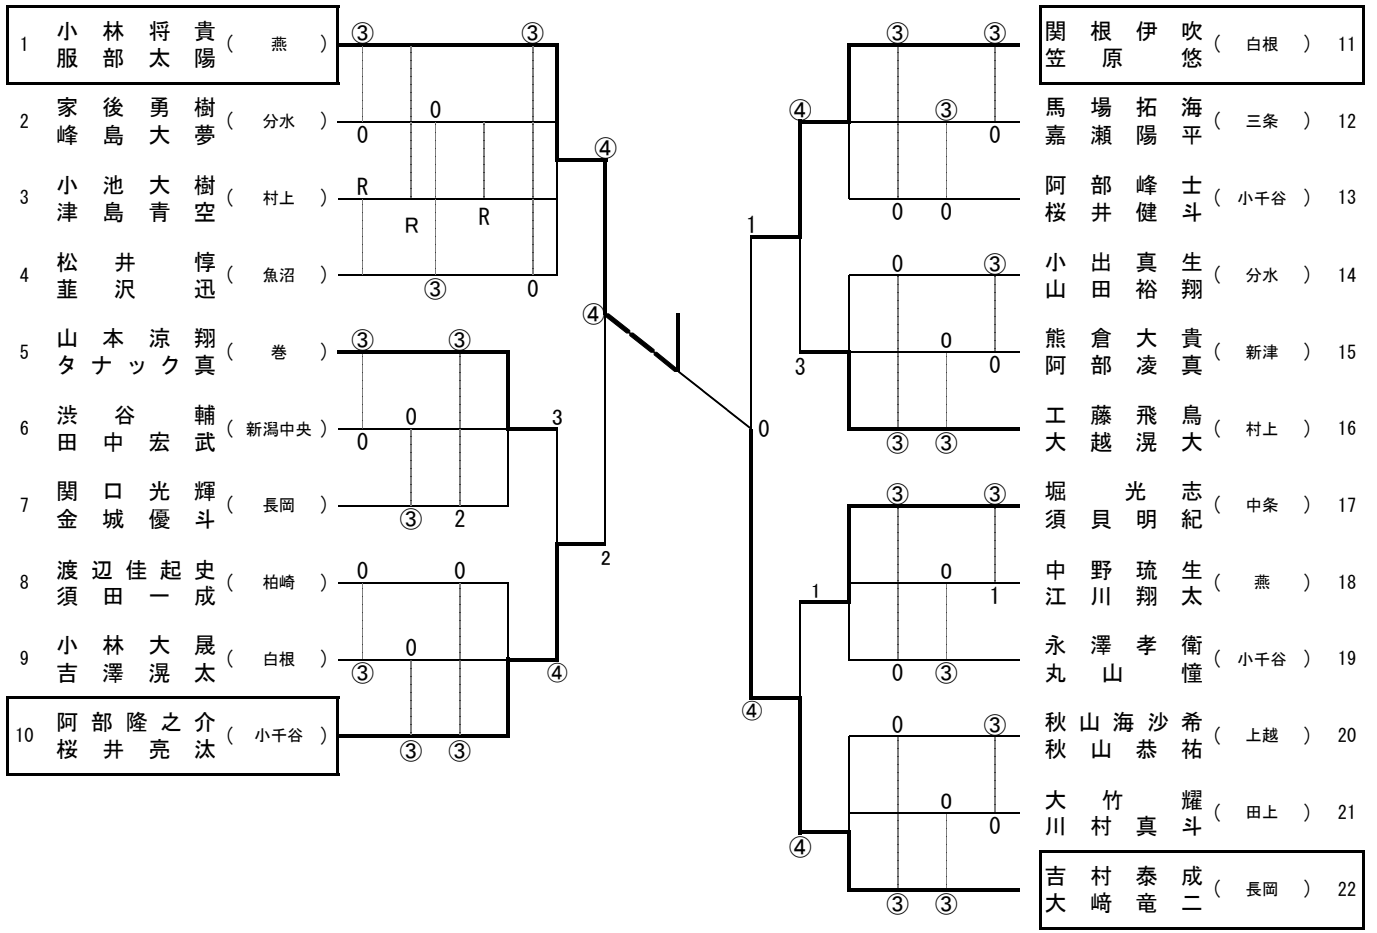 1 小林将貴 ( 燕 )
服部太陽
2 家後勇樹 ( 分水 )
峰島大夢
3 小池大樹 ( 村上 )
津島青空
4 松井惇 ( 魚沼 )
韮沢迅
5 山本涼翔 ( 巻 )
タナック真
6 渋谷輔 ( 新潟中央 )
田中宏武
7 関口光輝 ( 長岡 )
金城優斗
8 渡辺佳起史 ( 柏崎 )
須田一成
9 小林大晟 ( 白根 )
吉澤滉太
10 阿部隆之介 ( 小千谷 )
桜井亮汰
③ ③
0
0
R
R R
③ 0
④
④
③ ③
0
0
③ 2
3
2
0 0
0
③
④
③ ③
③ ③
④ ③
0
0 0
1
0 ③
0
0
3
③ ③
0
③ ③
0
1
1
0 ③
④
0 ③
0
0
④
③ ③
関根伊吹 ( 白根 ) 11
笠原悠
馬場拓海 ( 三条 ) 12
嘉瀬陽平
阿部峰士 ( 小千谷 ) 13
桜井健斗
小出真生 ( 分水 ) 14
山田裕翔
熊倉大貴 ( 新津 ) 15
阿部凌真
工藤飛鳥 ( 村上 ) 16
大越滉大
堀光志 ( 中条 ) 17
須貝明紀
中野琉生 ( 燕 ) 18
江川翔太
永澤孝衛 ( 小千谷 ) 19
丸山憧
秋山海沙希 ( 上越 ) 20
秋山恭祐
大竹耀 ( 田上 ) 21
川村真斗
吉村泰成 ( 長岡 ) 22
大﨑竜二